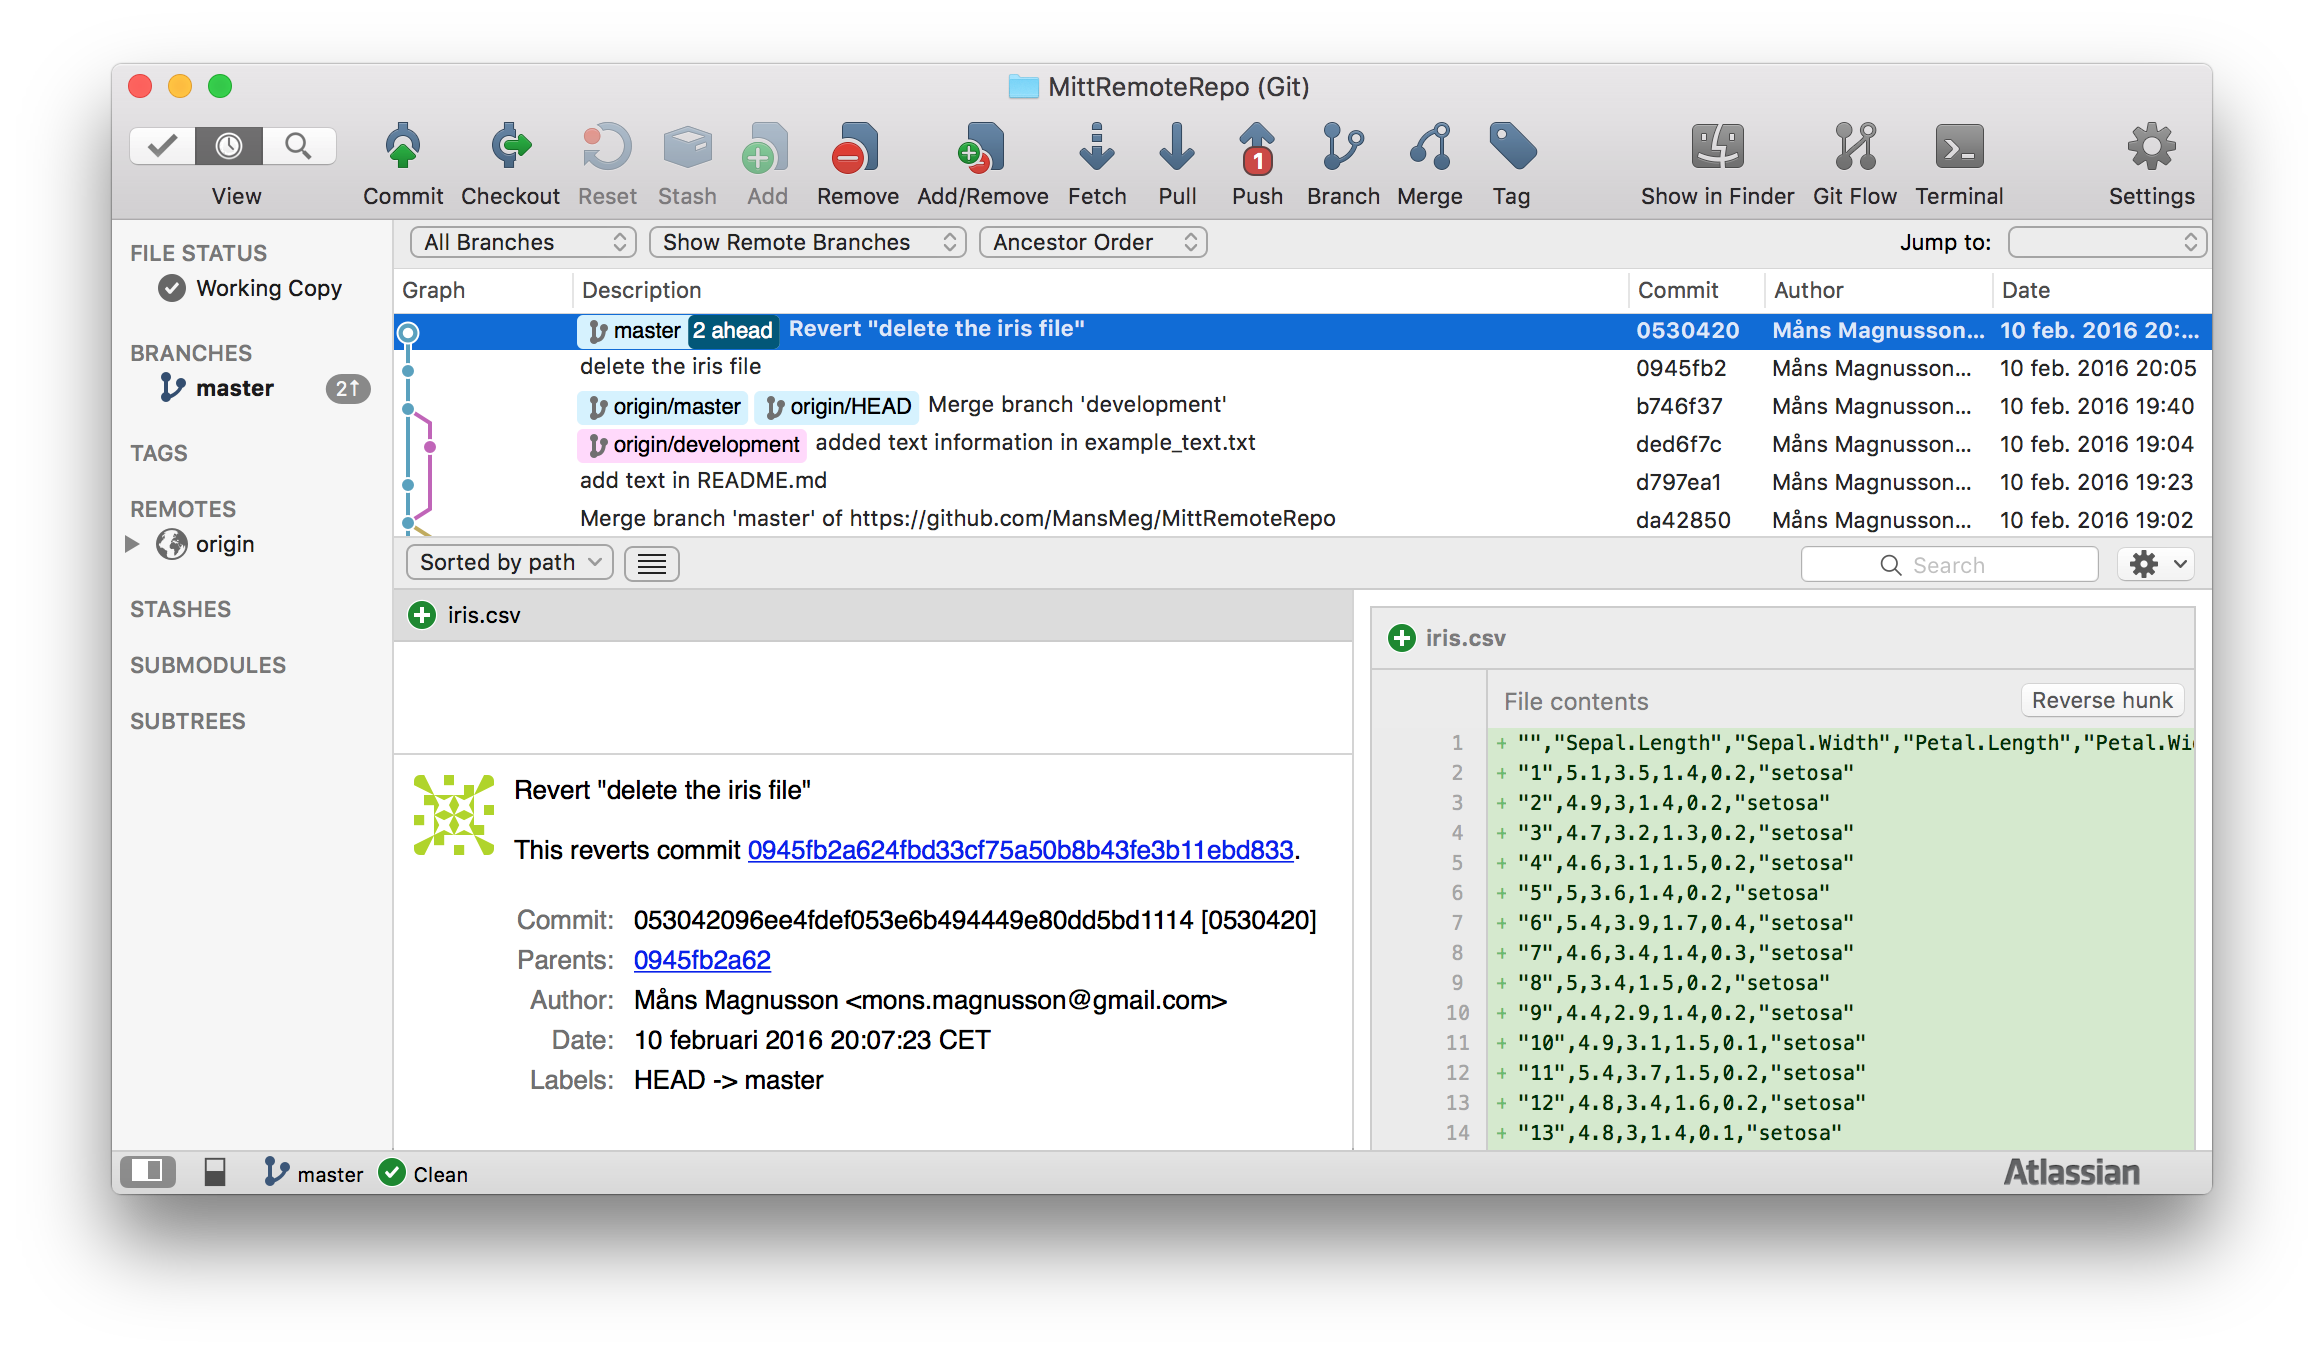 MittRemoteRepo (Git)
View Commit Checkout Reset Stash Add Remove Add/Remove Fetch Pull 1 Push Branch Merge Tag Show in Finder Git Flow Terminal Settings
All Branches Show Remote Branches Ancestor Order Jump to:
FILE STATUS
Working Copy
BRANCHES
master 2↑
TAGS
REMOTES
origin
STASHES
SUBMODULES
SUBTREES
Graph Description Commit Author Date
master 2 ahead Revert "delete the iris file" 0530420 Måns Magnusson... 10 feb. 2016 20:...
delete the iris file 0945fb2 Måns Magnusson... 10 feb. 2016 20:05
origin/master origin/HEAD Merge branch 'development' b746f37 Måns Magnusson... 10 feb. 2016 19:40
origin/development added text information in example_text.txt ded6f7c Måns Magnusson... 10 feb. 2016 19:04
add text in README.md d797ea1 Måns Magnusson... 10 feb. 2016 19:23
Merge branch 'master' of https://github.com/MansMeg/MittRemoteRepo da42850 Måns Magnusson... 10 feb. 2016 19:02
Sorted by path Search
iris.csv
Revert "delete the iris file"
This reverts commit 0945fb2a624fbd33cf75a50b8b43fe3b11ebd833.
Commit: 053042096ee4fdef053e6b494449e80dd5bd1114 [0530420]
Parents: 0945fb2a62
Author: Måns Magnusson <mons.magnusson@gmail.com>
Date: 10 februari 2016 20:07:23 CET
Labels: HEAD -> master
iris.csv
File contents Reverse hunk
1 + "","Sepal.Length","Sepal.Width","Petal.Length","Petal.Wi
2 + "1",5.1,3.5,1.4,0.2,"setosa"
3 + "2",4.9,3,1.4,0.2,"setosa"
4 + "3",4.7,3.2,1.3,0.2,"setosa"
5 + "4",4.6,3.1,1.5,0.2,"setosa"
6 + "5",5,3.6,1.4,0.2,"setosa"
7 + "6",5.4,3.9,1.7,0.4,"setosa"
8 + "7",4.6,3.4,1.4,0.3,"setosa"
9 + "8",5,3.4,1.5,0.2,"setosa"
10 + "9",4.4,2.9,1.4,0.2,"setosa"
11 + "10",4.9,3.1,1.5,0.1,"setosa"
12 + "11",5.4,3.7,1.5,0.2,"setosa"
13 + "12",4.8,3.4,1.6,0.2,"setosa"
14 + "13",4.8,3,1.4,0.1,"setosa"
master Clean Atlassian